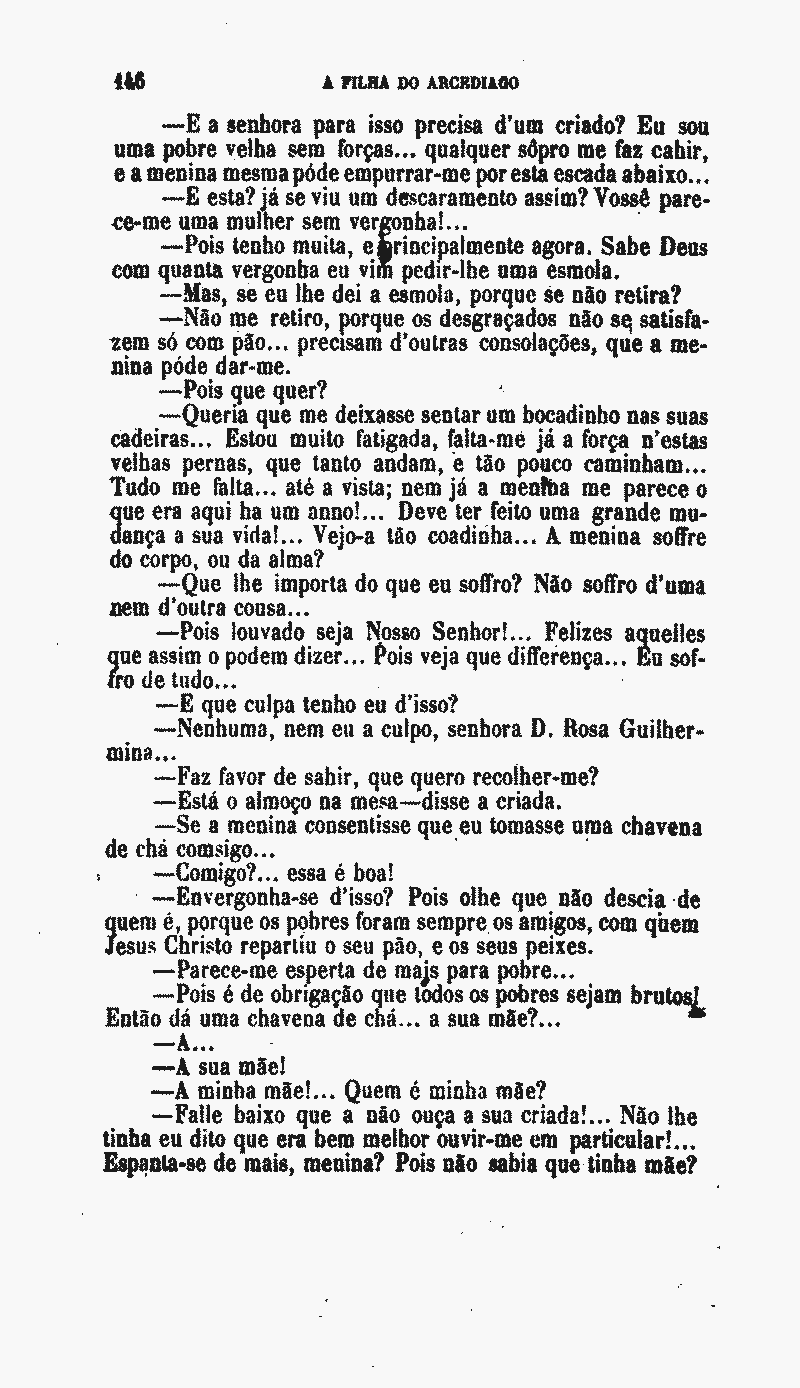 146 A FILHA DO ARCEDIAGO
—E a senhora para isso precisa d'um criado? Eu sou
uma pobre velha sem forças... qualquer sôpro me faz cahir,
e a menina mesma póde empurrar-me por esta escada abaixo...
—E esta? já se viu um descaramento assim? Vossê pare-
ce-me uma mulher sem vergonha!...
—Pois tenho muita, e principalmente agora. Sabe Deus
com quanta vergonha eu vim pedir-lhe uma esmola.
—Mas, se eu lhe dei a esmola, porque se não retira?
—Não me retiro, porque os desgraçados não se satisfa-
zem só com pão... precisam d'outras consolações, que a me-
nina póde dar-me.
—Pois que quer?
—Queria que me deixasse sentar um bocadinho nas suas
cadeiras... Estou muito fatigada, falta-me já a força n'estas
velhas pernas, que tanto andam, e tão pouco caminham...
Tudo me falta... até a vista; nem já a menina me parece o
que era aqui ha um anno!... Deve ter feito uma grande mu-
dança a sua vida!... Vejo-a tão coadinha... A menina soffre
do corpo, ou da alma?
—Que lhe importa do que eu soffro? Não soffro d'uma
nem d'outra cousa...
—Pois louvado seja Nosso Senhor!... Felizes aquelles
que assim o podem dizer... Pois veja que differença... Eu sof-
fro de tudo...
—E que culpa tenho eu d'isso?
—Nenhuma, nem eu a culpo, senhora D. Rosa Guilher-
mina...
—Faz favor de sahir, que quero recolher-me?
—Está o almoço na mesa—disse a criada.
—Se a menina consentisse que eu tomasse uma chavena
de chá comsigo...
—Comigo?... essa é boa!
—Envergonha-se d'isso? Pois olhe que não descia de
quem é, porque os pobres foram sempre os amigos, com quem
Jesus Christo repartiu o seu pão, e os seus peixes.
—Parece-me esperta de mais para pobre...
—Pois é de obrigação que todos os pobres sejam brutos!
Então dá uma chavena de chá... a sua mãe?...
—A...
—A sua mãe!
—A minha mãe!... Quem é minha mãe?
—Falle baixo que a não ouça a sua criada!... Não lhe
tinha eu dito que era bem melhor ouvir-me em particular!...
Espanta-se de mais, menina? Pois não sabia que tinha mãe?